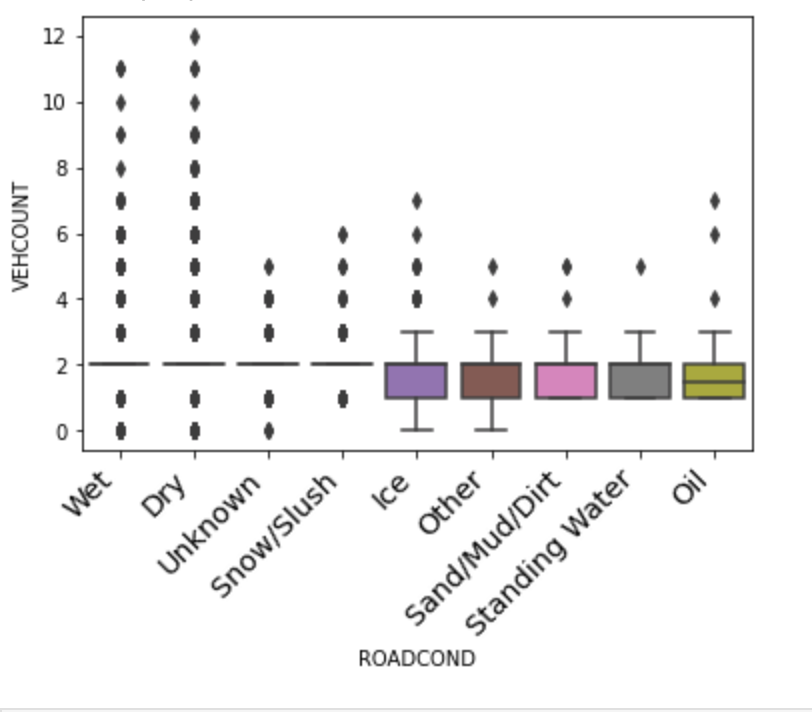 12
10
8
6
4
2
0
VEHCOUNT
Wet
Dry
Unknown
Snow/Slush
Ice
Other
Sand/Mud/Dirt
Standing Water
Oil
ROADCOND